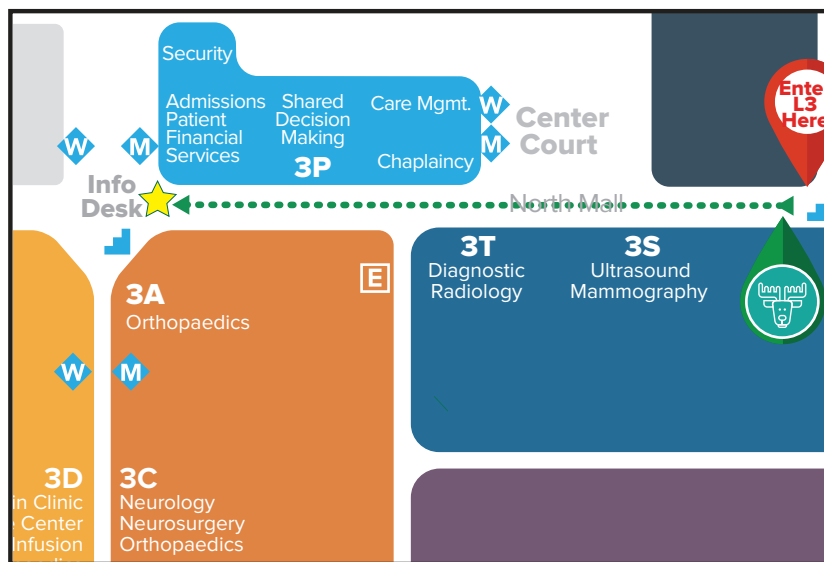 Security
Admissions
Patient
Financial
Services
Shared
Decision
Making
3P
Care Mgmt.
Chaplaincy
W
M
W
M
Center
Court
Enter
L3
Here
Info
Desk
North Mall
3A
Orthopaedics
E
3T
Diagnostic
Radiology
3S
Ultrasound
Mammography
W
M
3D
in Clinic
Center
Infusion
3C
Neurology
Neurosurgery
Orthopaedics